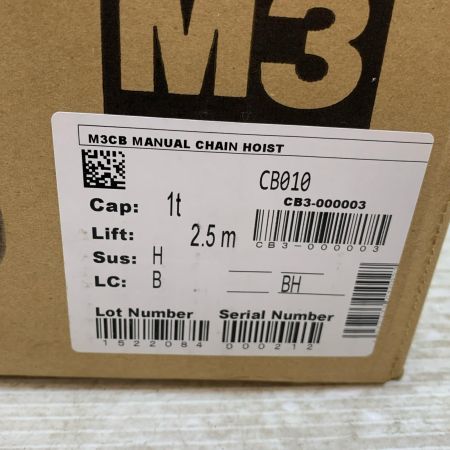 M3
M3CB MANUAL CHAIN HOIST
CB010
Cap: 1t
CB3-000003
Lift: 2.5 m
CB3-000003
Sus: H
LC: B BH
Lot Number Serial Number
1522084 000212